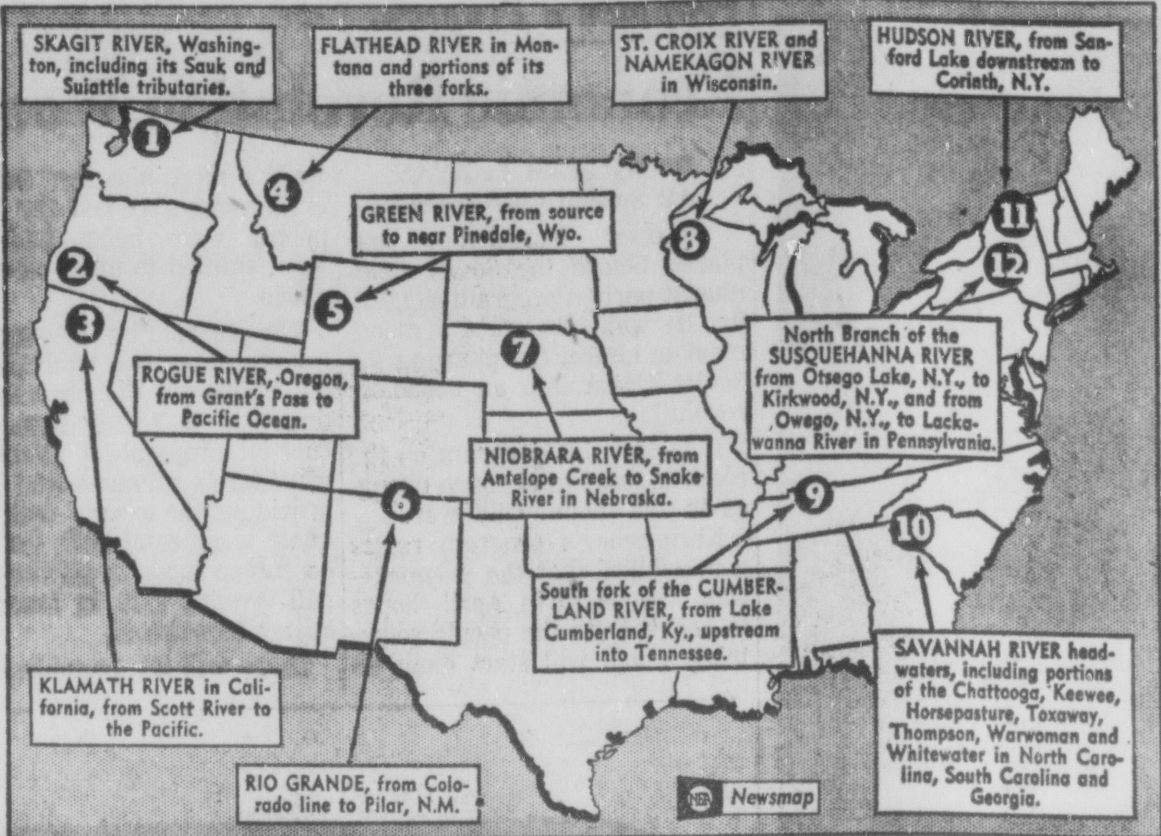 SKAGIT RIVER, Washing-
ton, including its Sauk and
Suiattle tributaries.
FLATHEAD RIVER in Mon-
tana and portions of its
three forks.
ST. CROIX RIVER and
NAMEKAGON RIVER
in Wisconsin.
HUDSON RIVER, from San-
ford Lake downstream to
Corinth, N.Y.
1
4
GREEN RIVER, from source
to near Pinedale, Wyo.
8
11
2
12
3
5
7
ROGUE RIVER, Oregon,
from Grant's Pass to
Pacific Ocean.
North Branch of the
SUSQUEHANNA RIVER
from Otsego Lake, N.Y., to
Kirkwood, N.Y., and from
Owego, N.Y., to Lacka-
wanna River in Pennsylvania.
NIOBRARA RIVER, from
Antelope Creek to Snake
River in Nebraska.
6
9
10
South fork of the CUMBER-
LAND RIVER, from Lake
Cumberland, Ky., upstream
into Tennessee.
KLAMATH RIVER in Cali-
fornia, from Scott River to
the Pacific.
SAVANNAH RIVER head-
waters, including portions
of the Chattooga, Keewee,
Horsepasture, Toxaway,
Thompson, Warwoman and
Whitewater in North Caro-
lina, South Carolina and
Georgia.
RIO GRANDE, from Colo-
rado line to Pilar, N.M.
NEA Newsmap